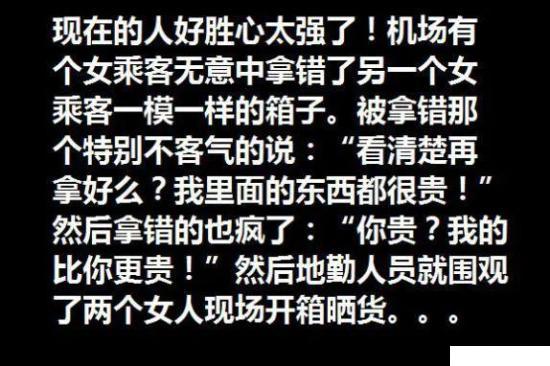 现在的人好胜心太强了！机场有
个女乘客无意中拿错了另一个女
乘客一模一样的箱子。被拿错那
个特别不客气的说：“看清楚再
拿好么？我里面的东西都很贵！”
然后拿错的也疯了：“你贵？我的
比你更贵！”然后地勤人员就围观
了两个女人现场开箱晒货。。。